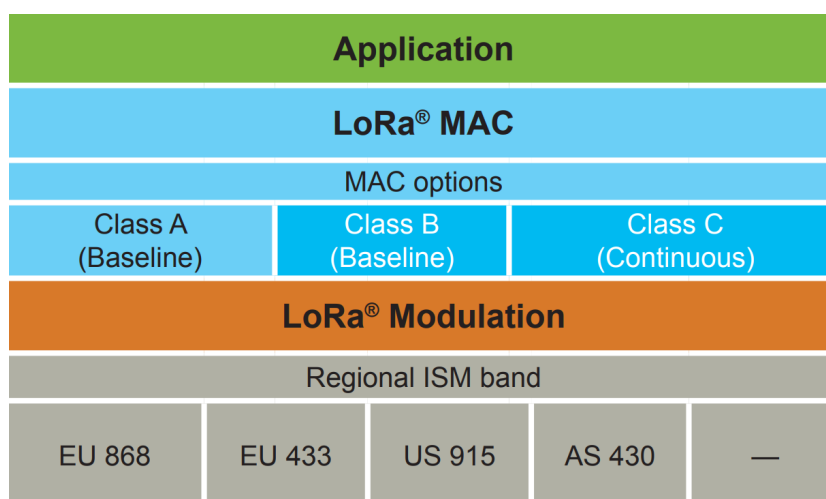 Application
LoRa® MAC
MAC options
Class A
(Baseline)
Class B
(Baseline)
Class C
(Continuous)
LoRa® Modulation
Regional ISM band
EU 868
EU 433
US 915
AS 430
—